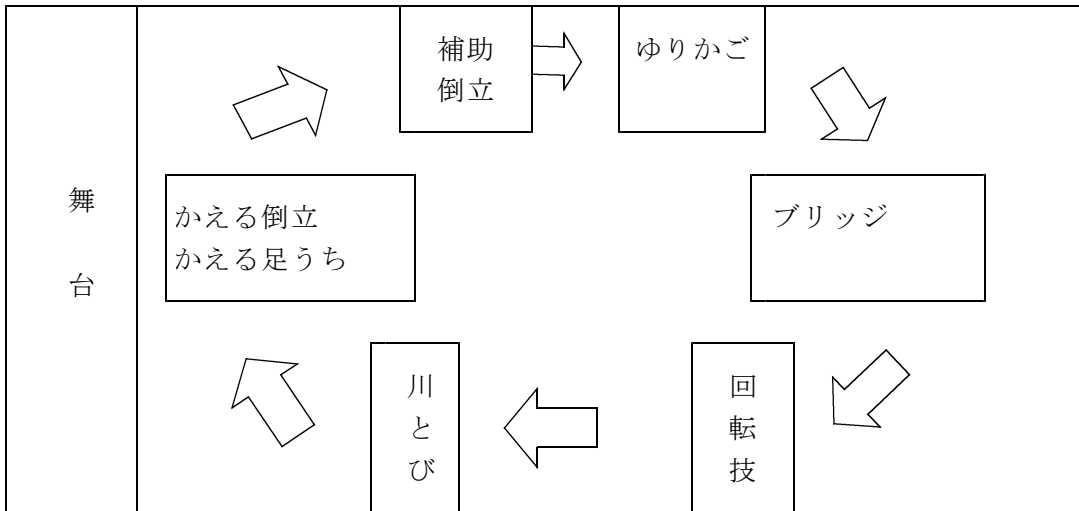 補助
倒立
ゆりかご
舞台
かえる倒立
かえる足うち
ブリッジ
川とび
回転技